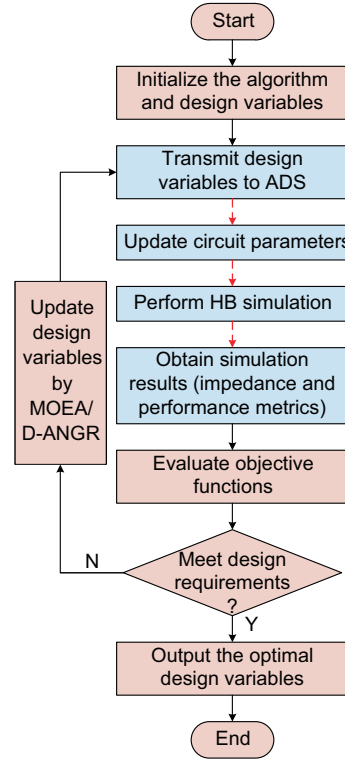 Start
Initialize the algorithm
and design variables
Transmit design
variables to ADS
Update circuit parameters
Perform HB simulation
Obtain simulation
results (impedance and
performance metrics)
Evaluate objective
functions
Meet design
requirements
?
N
Y
Update
design
variables
by
MOEA/
D-ANGR
Output the optimal
design variables
End